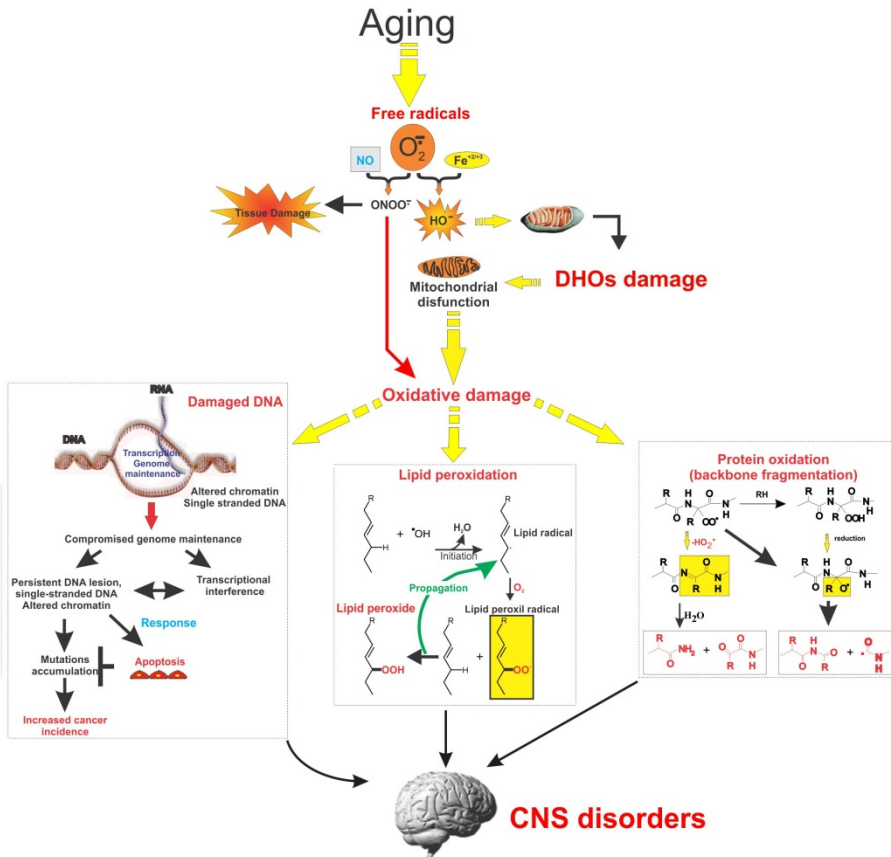 Aging
Free radicals
O2•−
NO
Fe+2/+3
Tissue Damage
ONOO−
HO−
DHOs damage
Mitochondrial
disfunction
Oxidative damage
Damaged DNA
RNA
DNA
Transcription
Genome
maintenance
Altered chromatin
Single stranded DNA
Compromised genome maintenance
Persistent DNA lesion,
single-stranded DNA
Altered chromatin
Transcriptional
interference
Response
Mutations
accumulation
Apoptosis
Increased cancer
incidence
Lipid peroxidation
R
H
+ •OH
H2O
Initiation
R
Lipid radical
Propagation
O2
Lipid peroxide
Lipid peroxil radical
R
OOH
R
H
+
R
OO•
Protein oxidation
(backbone fragmentation)
R H N O N H
O R OO•
RH
R H N O N H
O R OOH
-HO2•
reduction
R N O N H
O R
R H N O N H
O R O•
H2O
R NH2 O
+
O O N H R
R H N O O R
+
O N H
CNS disorders